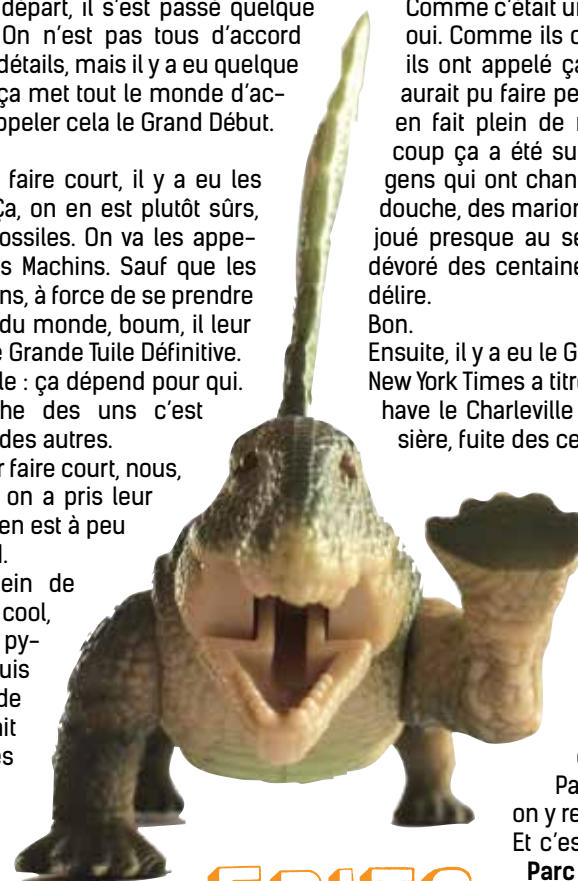 départ, il s'est passé quelque
On n'est pas tous d'accord
détails, mais il y a eu quelque
ça met tout le monde d'ac-
ppeler cela le Grand Début.
faire court, il y a eu les
Ça, on en est plutôt sûrs,
ossiles. On va les appe-
s Machins. Sauf que les
ns, à force de se prendre
du monde, boum, il leur
e Grande Tuile Définitive.
le : ça dépend pour qui.
he des uns c'est
des autres.
r faire court, nous,
on a pris leur
en est à peu
ein de
cool,
py-
uis
de
it
es
Comme c'était un
oui. Comme ils o
ils ont appelé ça
aurait pu faire pe
en fait plein de
coup ça a été su
gens qui ont chan
douche, des marion
joué presque au se
dévoré des centaine
délire.
Bon.
Ensuite, il y a eu le G
New York Times a titré
have le Charleville
sière, fuite des ce
Pa
on y re
Et c'es
Parc